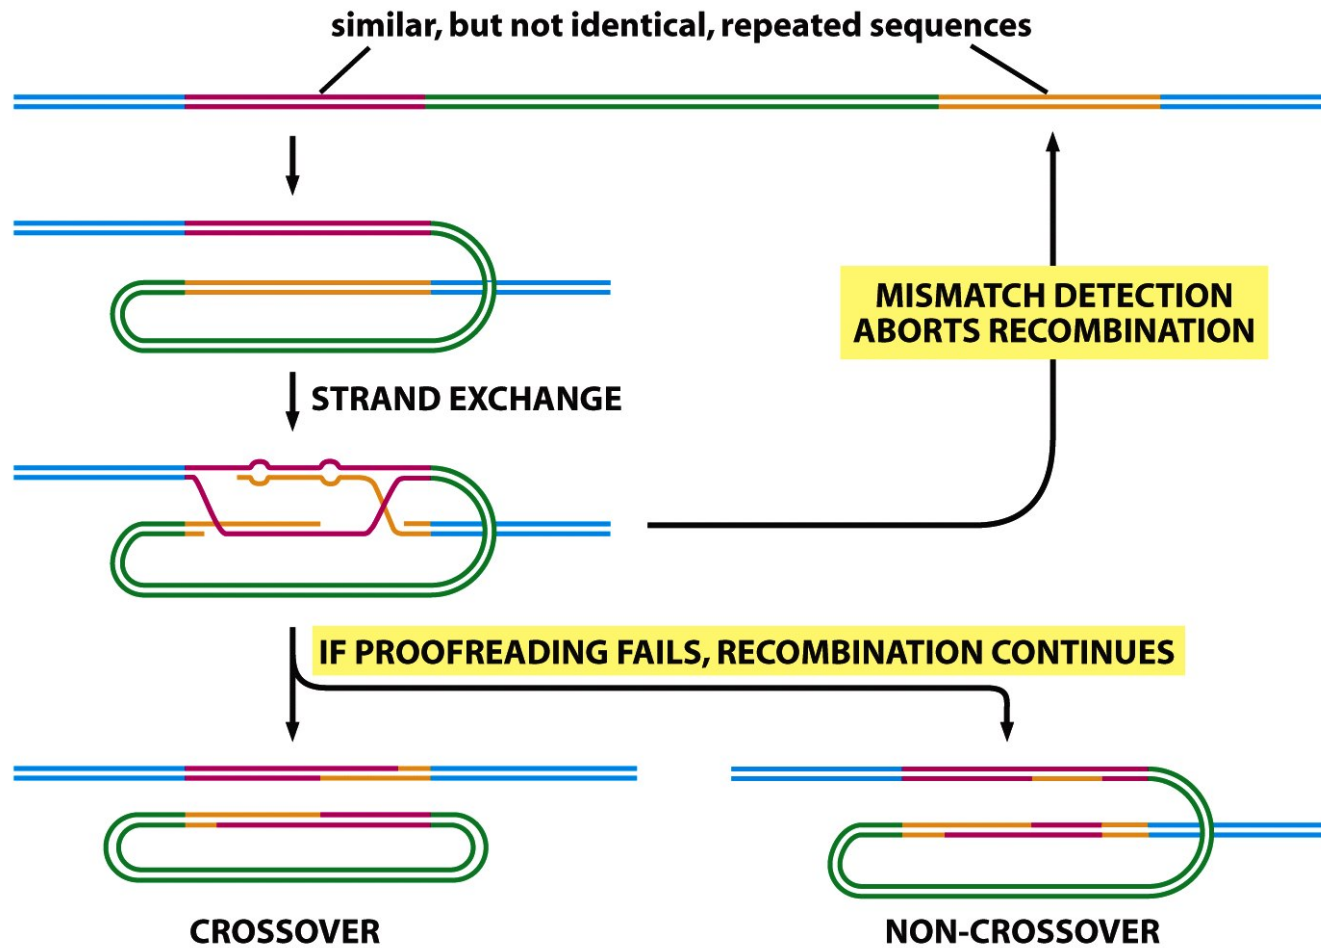 similar, but not identical, repeated sequences
MISMATCH DETECTION
ABORTS RECOMBINATION
STRAND EXCHANGE
IF PROOFREADING FAILS, RECOMBINATION CONTINUES
CROSSOVER
NON-CROSSOVER